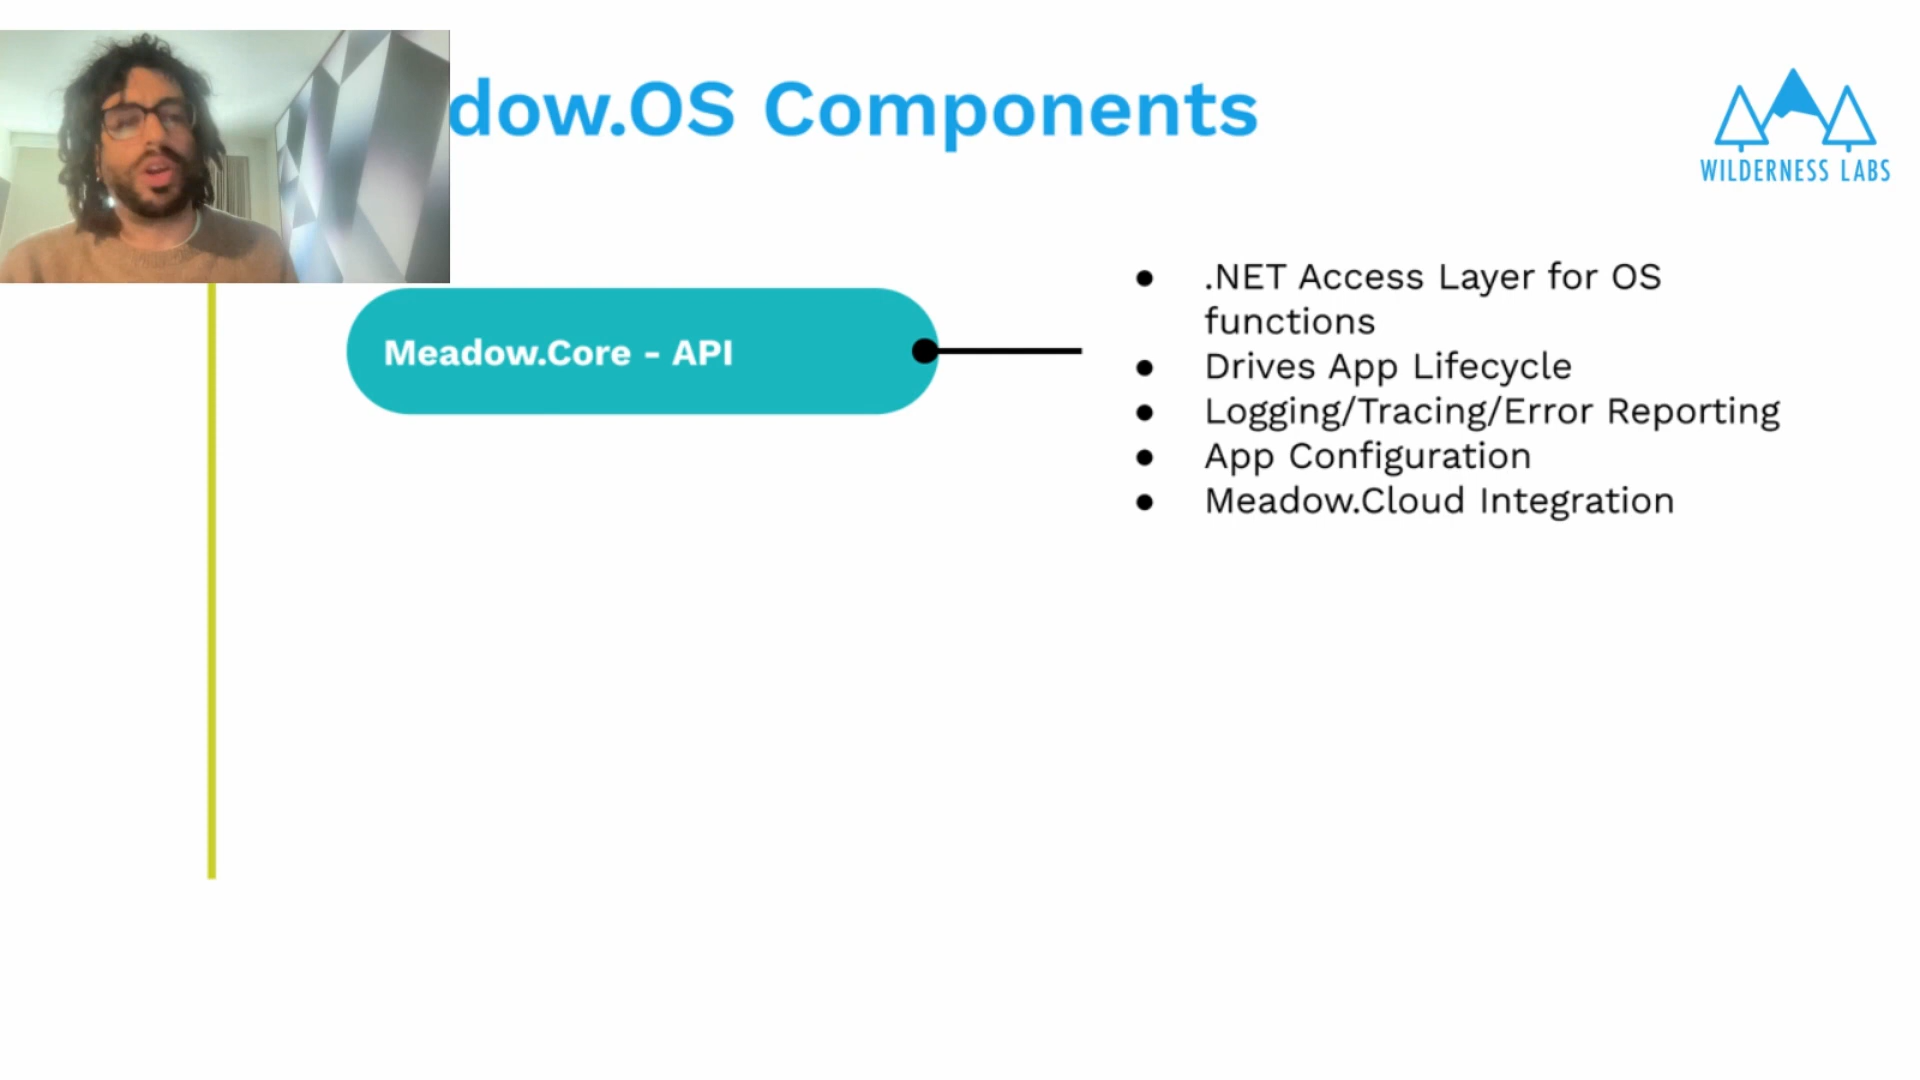 dow.OS Components
WILDERNESS LABS
Meadow.Core - API
● .NET Access Layer for OS
functions
● Drives App Lifecycle
● Logging/Tracing/Error Reporting
● App Configuration
● Meadow.Cloud Integration